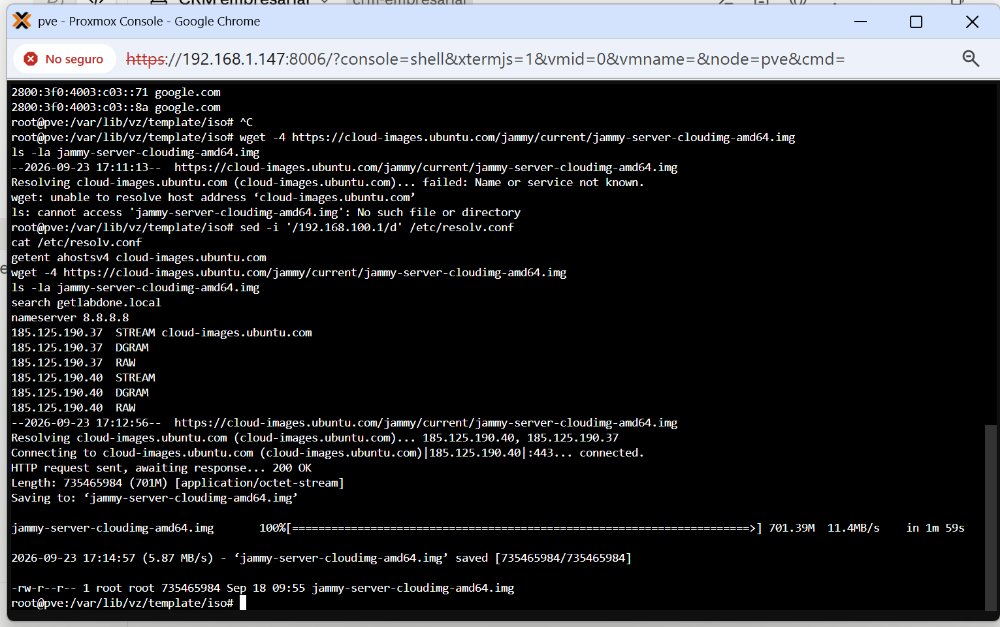 pve - Proxmox Console - Google Chrome
No seguro https://192.168.1.147:8006/?console=shell&xtermjs=1&vmid=0&vmname=&node=pve&cmd=
2800:3f0:4003:c03::71 google.com
2800:3f0:4003:c03::8a google.com
root@pve:/var/lib/vz/template/iso# ^C
root@pve:/var/lib/vz/template/iso# wget -4 https://cloud-images.ubuntu.com/jammy/current/jammy-server-cloudimg-amd64.img
ls -la jammy-server-cloudimg-amd64.img
--2026-09-23 17:11:13--  https://cloud-images.ubuntu.com/jammy/current/jammy-server-cloudimg-amd64.img
Resolving cloud-images.ubuntu.com (cloud-images.ubuntu.com)... failed: Name or service not known.
wget: unable to resolve host address ‘cloud-images.ubuntu.com’
ls: cannot access 'jammy-server-cloudimg-amd64.img': No such file or directory
root@pve:/var/lib/vz/template/iso# sed -i '/192.168.100.1/d' /etc/resolv.conf
cat /etc/resolv.conf
getent ahostsv4 cloud-images.ubuntu.com
wget -4 https://cloud-images.ubuntu.com/jammy/current/jammy-server-cloudimg-amd64.img
ls -la jammy-server-cloudimg-amd64.img
search getlabdone.local
nameserver 8.8.8.8
185.125.190.37  STREAM cloud-images.ubuntu.com
185.125.190.37  DGRAM
185.125.190.37  RAW
185.125.190.40  STREAM
185.125.190.40  DGRAM
185.125.190.40  RAW
--2026-09-23 17:12:56--  https://cloud-images.ubuntu.com/jammy/current/jammy-server-cloudimg-amd64.img
Resolving cloud-images.ubuntu.com (cloud-images.ubuntu.com)... 185.125.190.40, 185.125.190.37
Connecting to cloud-images.ubuntu.com (cloud-images.ubuntu.com)|185.125.190.40|:443... connected.
HTTP request sent, awaiting response... 200 OK
Length: 735465984 (701M) [application/octet-stream]
Saving to: ‘jammy-server-cloudimg-amd64.img’
jammy-server-cloudimg-amd64.img       100%[======================================================================>] 701.39M  11.4MB/s    in 1m 59s
2026-09-23 17:14:57 (5.87 MB/s) - ‘jammy-server-cloudimg-amd64.img’ saved [735465984/735465984]
-rw-r--r-- 1 root root 735465984 Sep 18 09:55 jammy-server-cloudimg-amd64.img
root@pve:/var/lib/vz/template/iso#